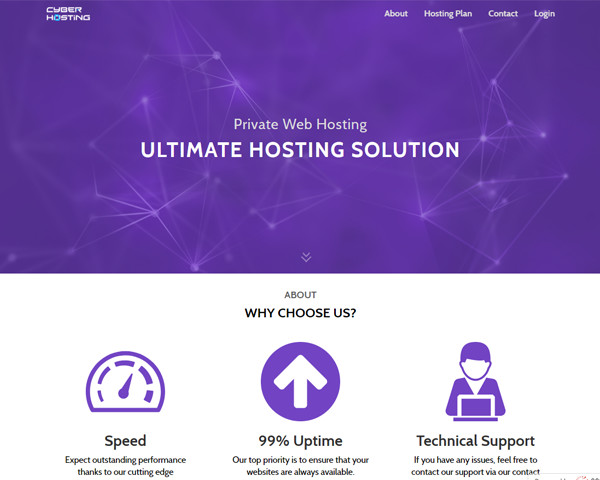 CYBER
HOSTING
About Hosting Plan Contact Login
Private Web Hosting
ULTIMATE HOSTING SOLUTION
ABOUT
WHY CHOOSE US?
Speed
Expect outstanding performance
thanks to our cutting edge
99% Uptime
Our top priority is to ensure that your
websites are always available.
Technical Support
If you have any issues, feel free to
contact our support via our contact